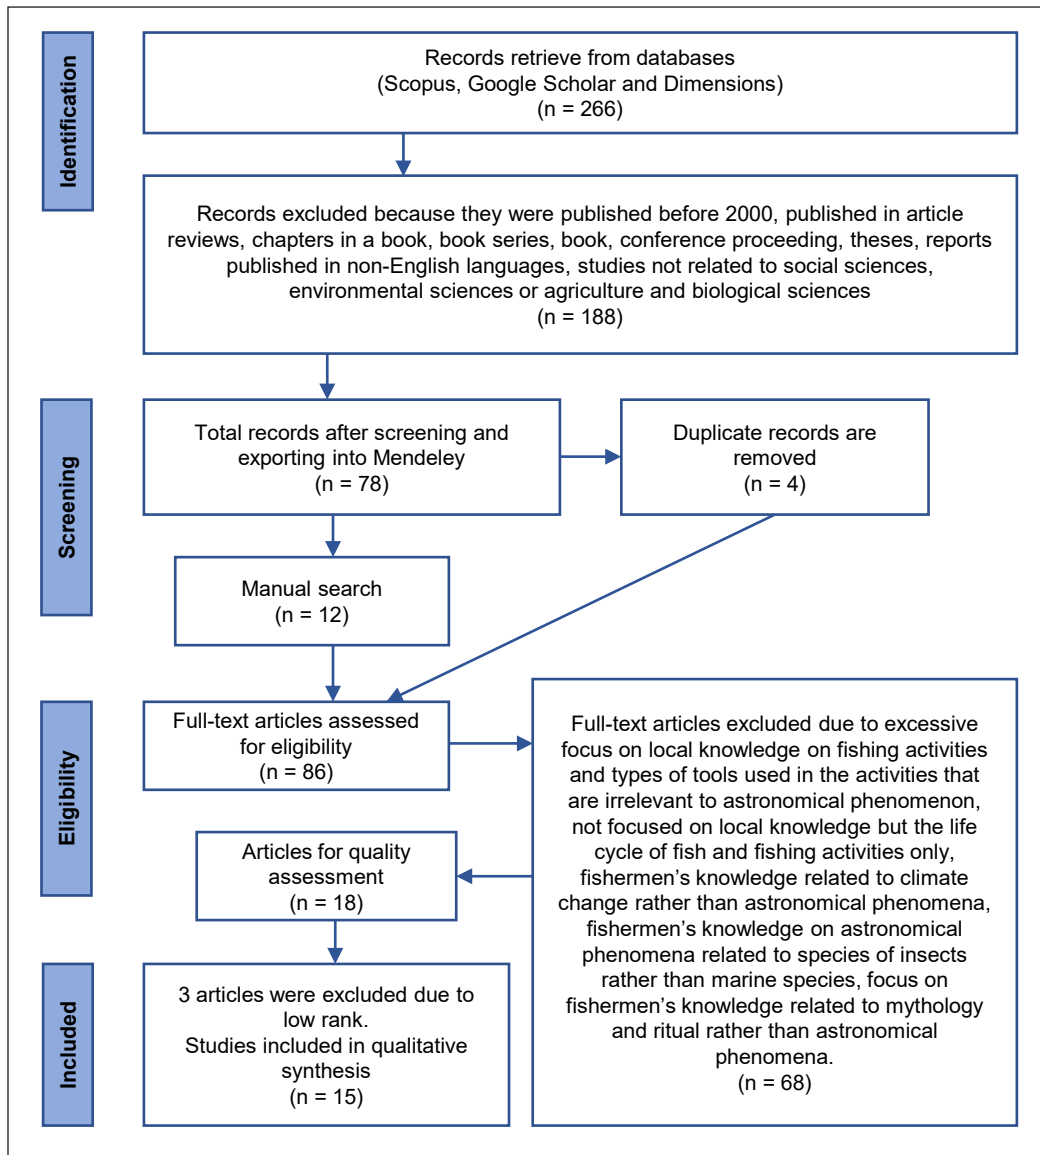 Identification
Records retrieve from databases
(Scopus, Google Scholar and Dimensions)
(n = 266)
Records excluded because they were published before 2000, published in article
reviews, chapters in a book, book series, book, conference proceeding, theses, reports
published in non-English languages, studies not related to social sciences,
environmental sciences or agriculture and biological sciences
(n = 188)
Screening
Total records after screening and
exporting into Mendeley
(n = 78)
Duplicate records are
removed
(n = 4)
Manual search
(n = 12)
Eligibility
Full-text articles assessed
for eligibility
(n = 86)
Full-text articles excluded due to excessive
focus on local knowledge on fishing activities
and types of tools used in the activities that
are irrelevant to astronomical phenomenon,
not focused on local knowledge but the life
cycle of fish and fishing activities only,
fishermen's knowledge related to climate
change rather than astronomical phenomena,
fishermen's knowledge on astronomical
phenomena related to species of insects
rather than marine species, focus on
fishermen's knowledge related to mythology
and ritual rather than astronomical
phenomena.
(n = 68)
Articles for quality
assessment
(n = 18)
Included
3 articles were excluded due to
low rank.
Studies included in qualitative
synthesis
(n = 15)